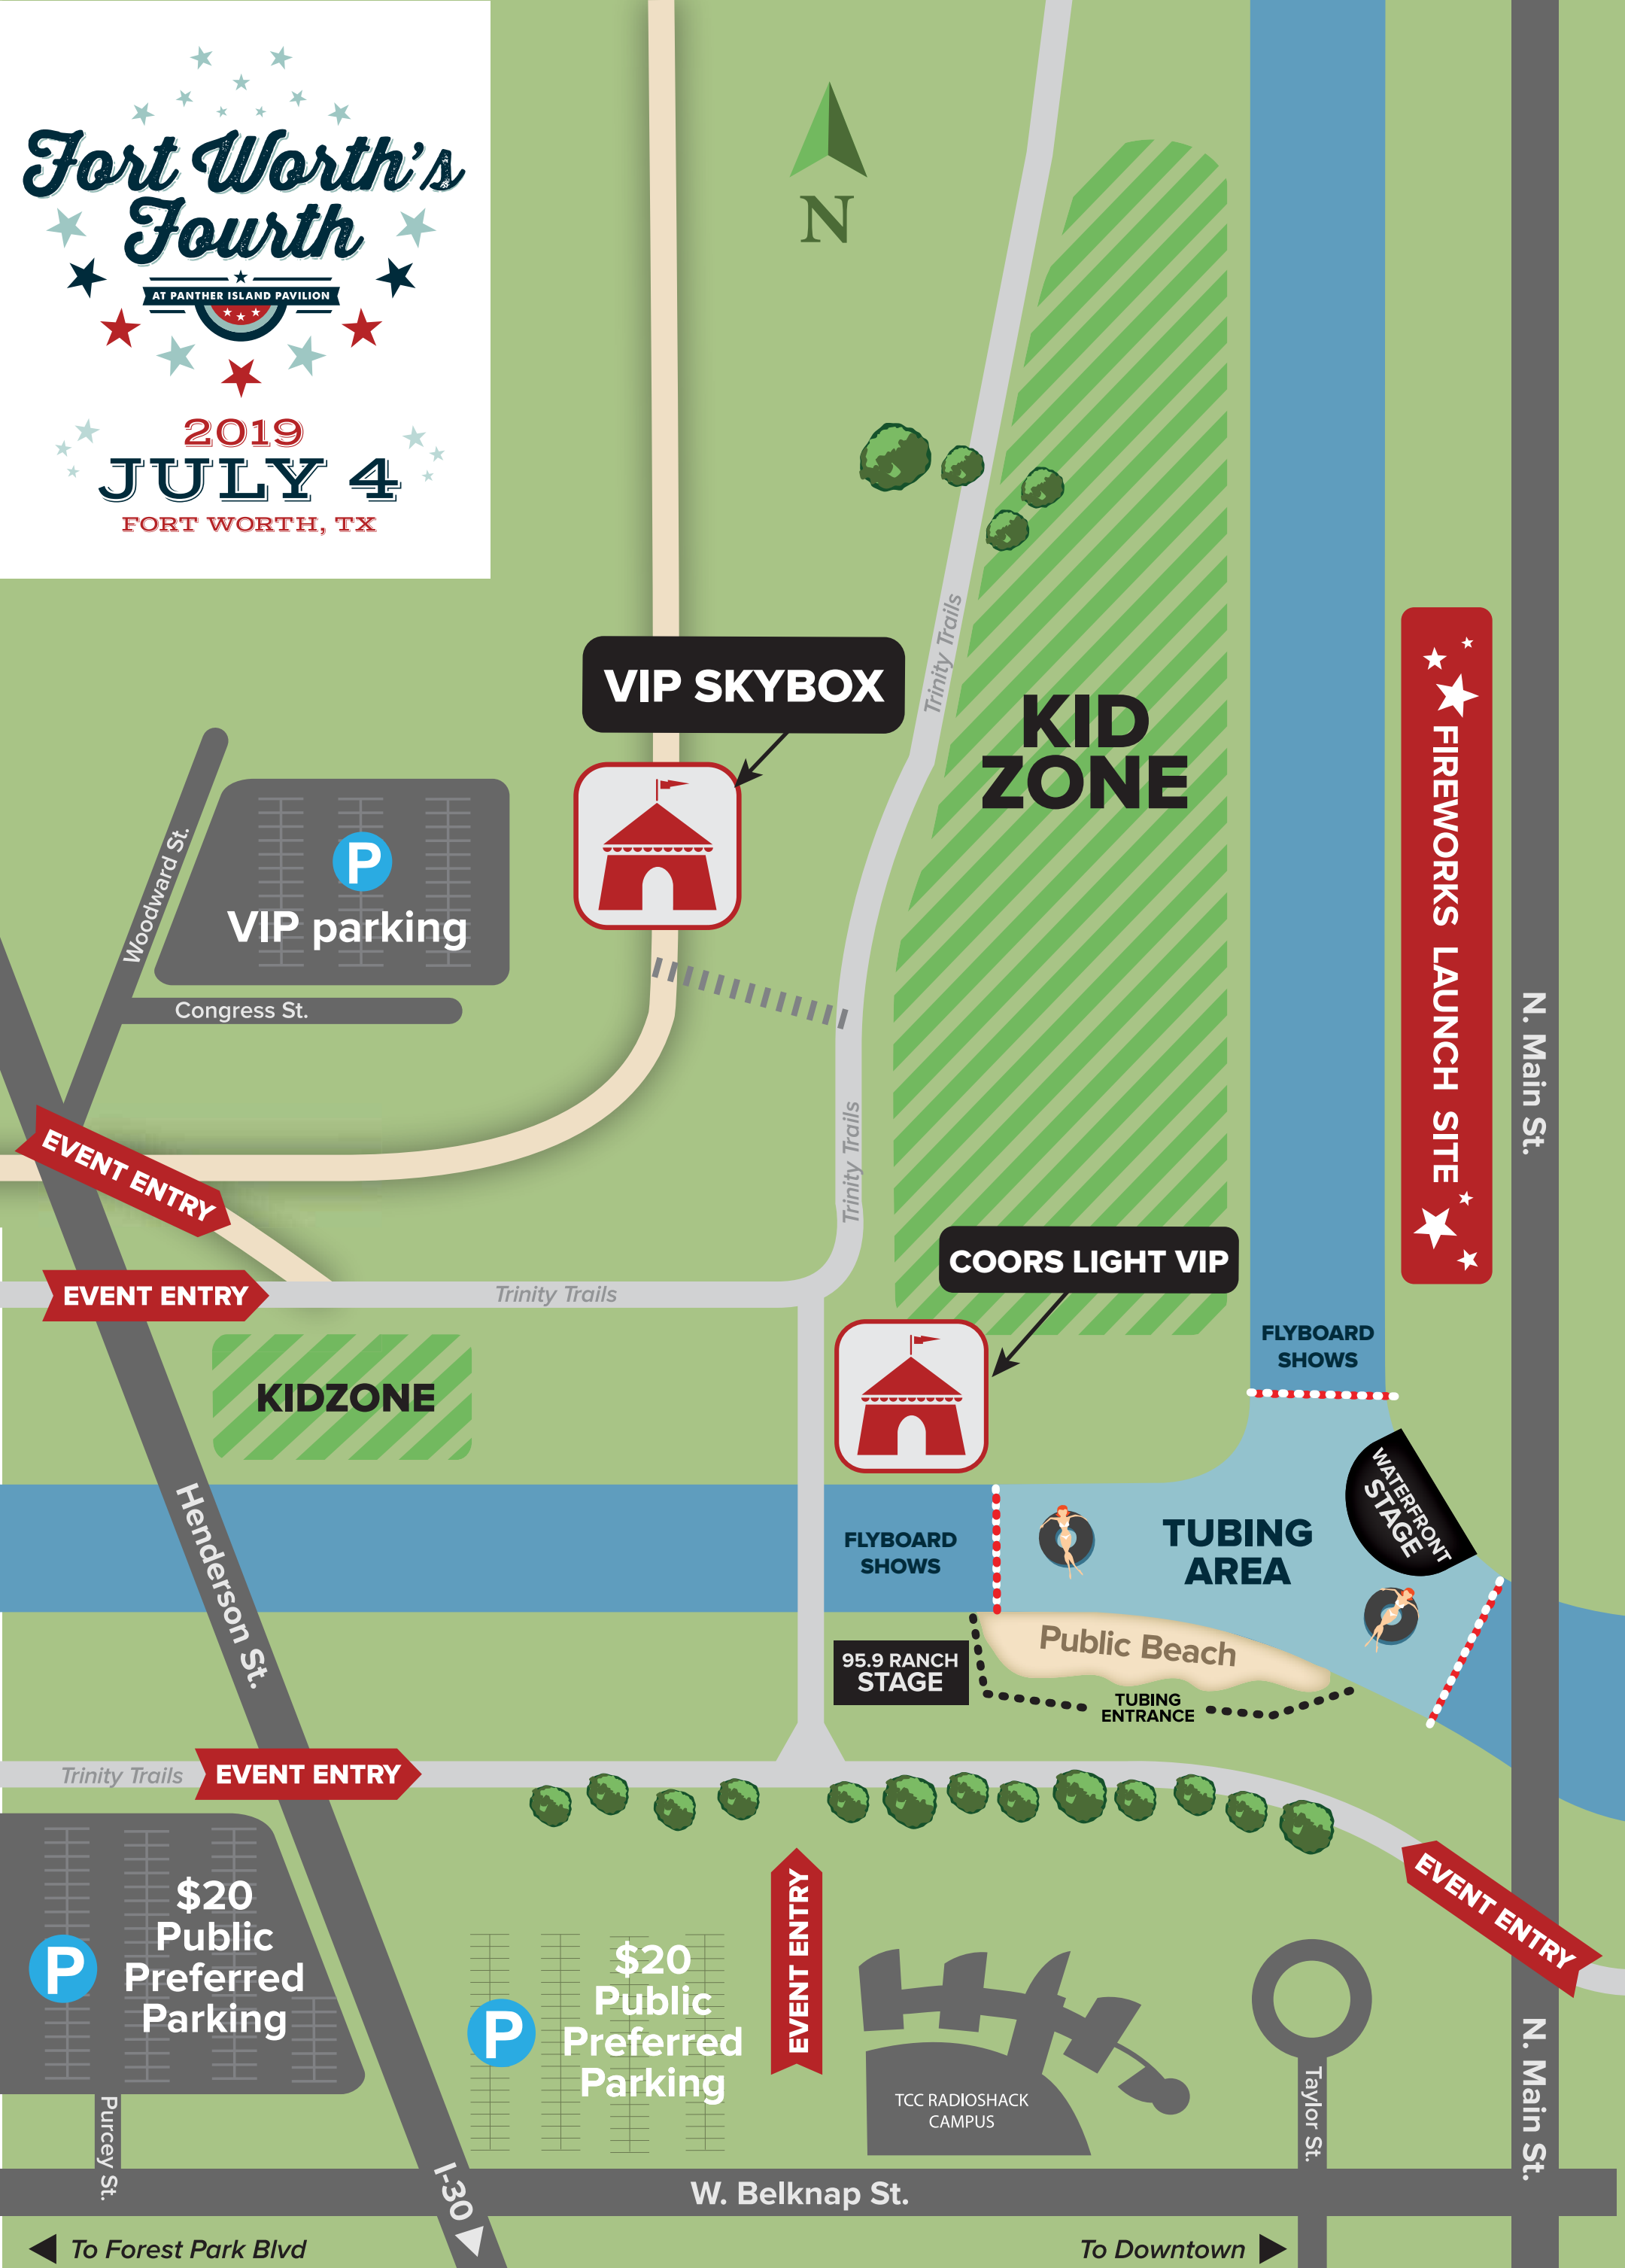 Fort Worth's
Fourth
AT PANTHER ISLAND PAVILION
2019
JULY 4
FORT WORTH, TX
N
Trinity Trails
VIP SKYBOX
KID
ZONE
FIREWORKS LAUNCH SITE
N. Main St.
Woodward St.
P
VIP parking
Congress St.
Trinity Trails
EVENT ENTRY
EVENT ENTRY
Trinity Trails
COORS LIGHT VIP
FLYBOARD
SHOWS
KIDZONE
Henderson St.
FLYBOARD
SHOWS
TUBING
AREA
WATERFRONT
STAGE
Public Beach
95.9 RANCH
STAGE
TUBING
ENTRANCE
Trinity Trails
EVENT ENTRY
EVENT ENTRY
EVENT ENTRY
P
$20
Public
Preferred
Parking
P
$20
Public
Preferred
Parking
TCC RADIOSHACK
CAMPUS
Taylor St.
N. Main St.
Purcey St.
I-30
W. Belknap St.
To Forest Park Blvd
To Downtown